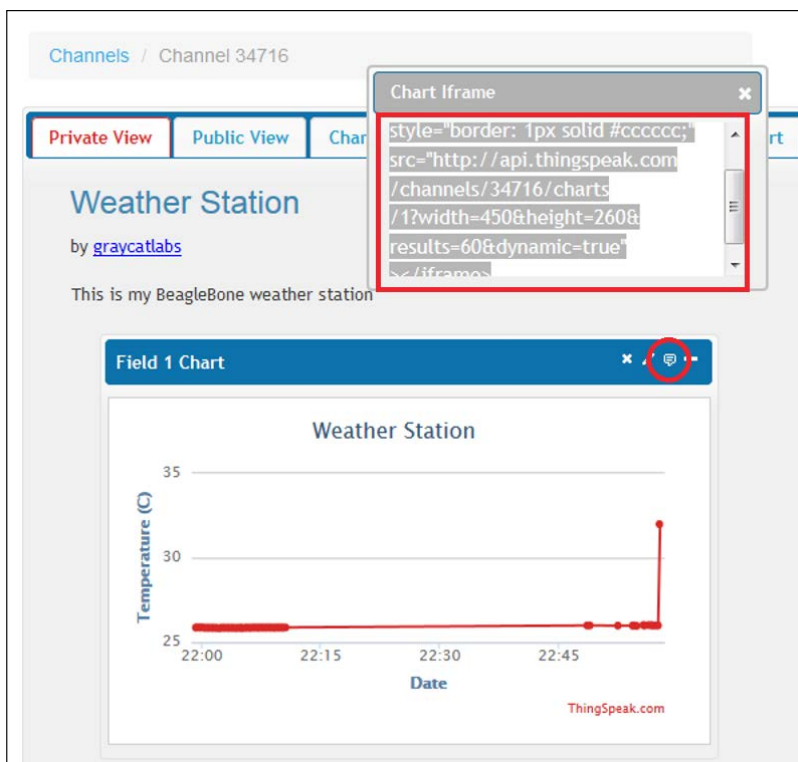 Channels / Channel 34716
Chart Iframe
style="border: 1px solid #cccccc;"
src="http://api.thingspeak.com
/channels/34716/charts
/1?width=450&height=260&
results=60&dynamic=true"
></iframe>
Private View
Public View
Weather Station
by graycatlabs
This is my BeagleBone weather station
Field 1 Chart
Weather Station
Temperature (C)
35
30
25
22:00 22:15 22:30 22:45
Date
ThingSpeak.com